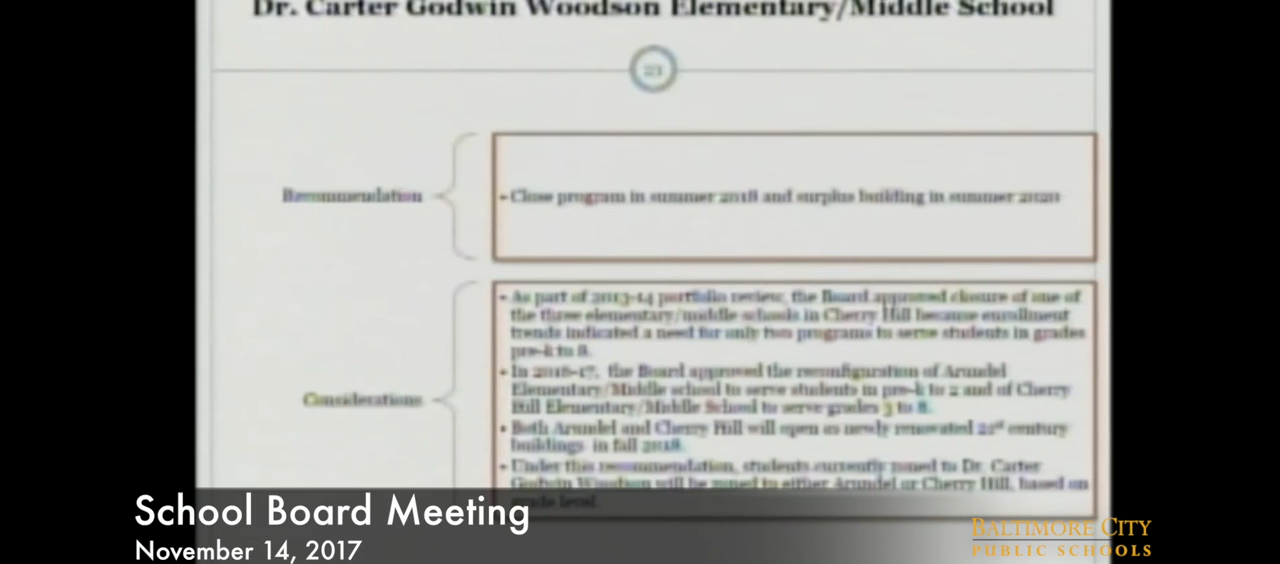 Dr. Carter Godwin Woodson Elementary/Middle School
21
Recommendation
• Close program in summer 2018 and surplus building in summer 2020
Considerations
• As part of 2013-14 portfolio review, the Board approved closure of one of
the three elementary/middle schools in Cherry Hill because enrollment
trends indicated a need for only two programs to serve students in grades
pre-k to 8.
• In 2016-17, the Board approved the reconfiguration of Arundel
Elementary/Middle school to serve students in pre-k to 2 and of Cherry
Hill Elementary/Middle School to serve grades 3 to 8.
• Both Arundel and Cherry Hill will open as newly renovated 21st century
buildings in fall 2018.
• Under this recommendation, students currently zoned to Dr. Carter
Godwin Woodson will be zoned to either Arundel or Cherry Hill, based on
grade level.
School Board Meeting
November 14, 2017
BALTIMORE CITY
PUBLIC SCHOOLS